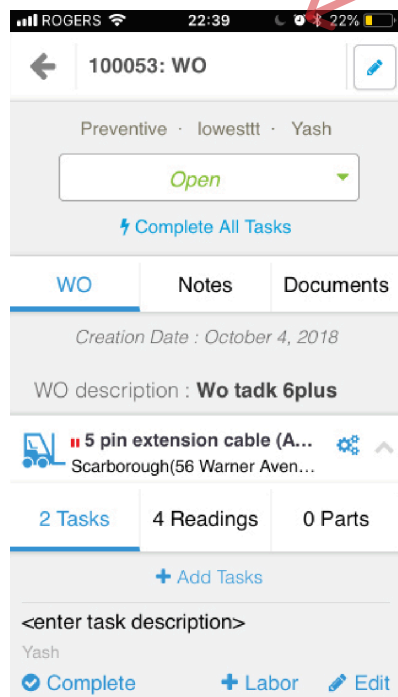 ROGERS 22:39 22%
100053: WO
Preventive · lowesttt · Yash
Open
Complete All Tasks
WO Notes Documents
Creation Date : October 4, 2018
WO description : Wo tadk 6plus
5 pin extension cable (A...
Scarborough(56 Warner Aven...
2 Tasks 4 Readings 0 Parts
+ Add Tasks
<enter task description>
Yash
Complete + Labor Edit